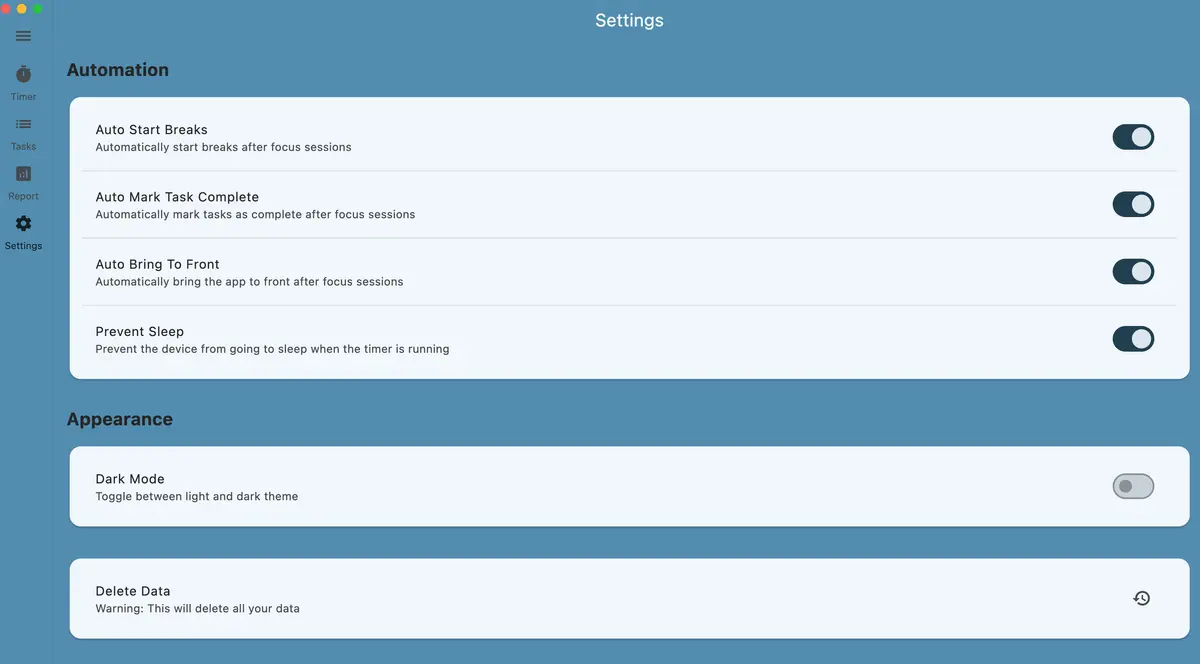 Settings
Timer
Tasks
Report
Settings
Automation
Auto Start Breaks
Automatically start breaks after focus sessions
Auto Mark Task Complete
Automatically mark tasks as complete after focus sessions
Auto Bring To Front
Automatically bring the app to front after focus sessions
Prevent Sleep
Prevent the device from going to sleep when the timer is running
Appearance
Dark Mode
Toggle between light and dark theme
Delete Data
Warning: This will delete all your data